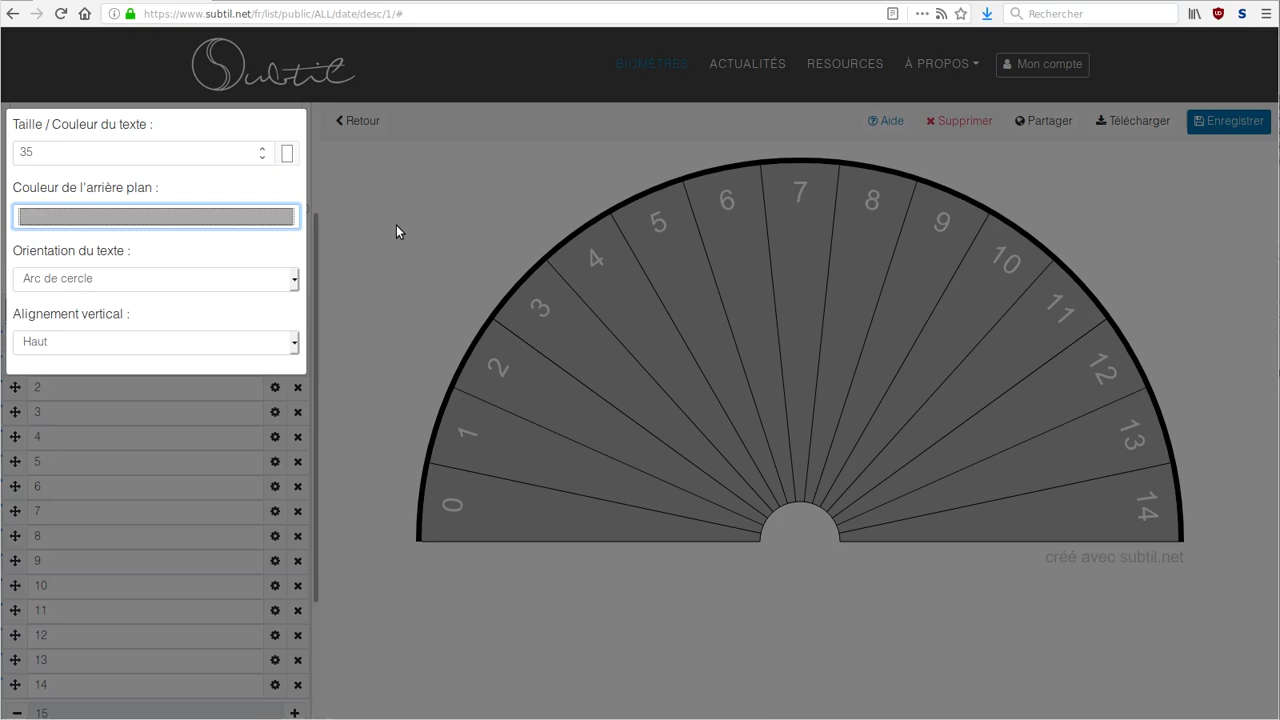 https://www.subtil.net/fr/list/public/ALL/date/desc/1/#
Rechercher
Subtil
BIOMÈTRES
ACTUALITÉS
RESOURCES
À PROPOS
Mon compte
Taille / Couleur du texte :
35
Couleur de l'arrière plan :
Orientation du texte :
Arc de cercle
Alignement vertical :
Haut
2
3
4
5
6
7
8
9
10
11
12
13
14
15
Retour
Aide
Supprimer
Partager
Télécharger
Enregistrer
0
1
2
3
4
5
6
7
8
9
10
11
12
13
14
créé avec subtil.net